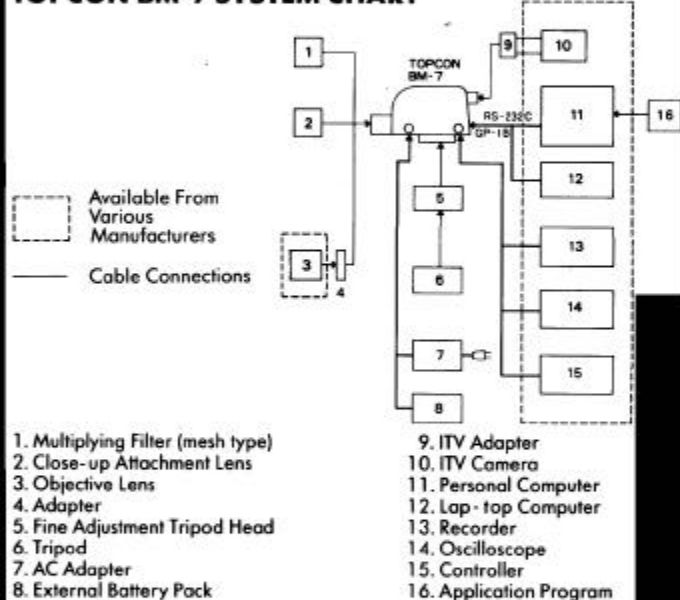 TOPCON BM-7 SYSTEM CHART
1
2
3
4
TOPCON
BM-7
RS-232C
GP-IB
5
6
7
8
9
10
11
12
13
14
15
16
Available From
Various
Manufacturers
Cable Connections
1. Multiplying Filter (mesh type)
2. Close-up Attachment Lens
3. Objective Lens
4. Adapter
5. Fine Adjustment Tripod Head
6. Tripod
7. AC Adapter
8. External Battery Pack
9. ITV Adapter
10. ITV Camera
11. Personal Computer
12. Lap-top Computer
13. Recorder
14. Oscilloscope
15. Controller
16. Application Program